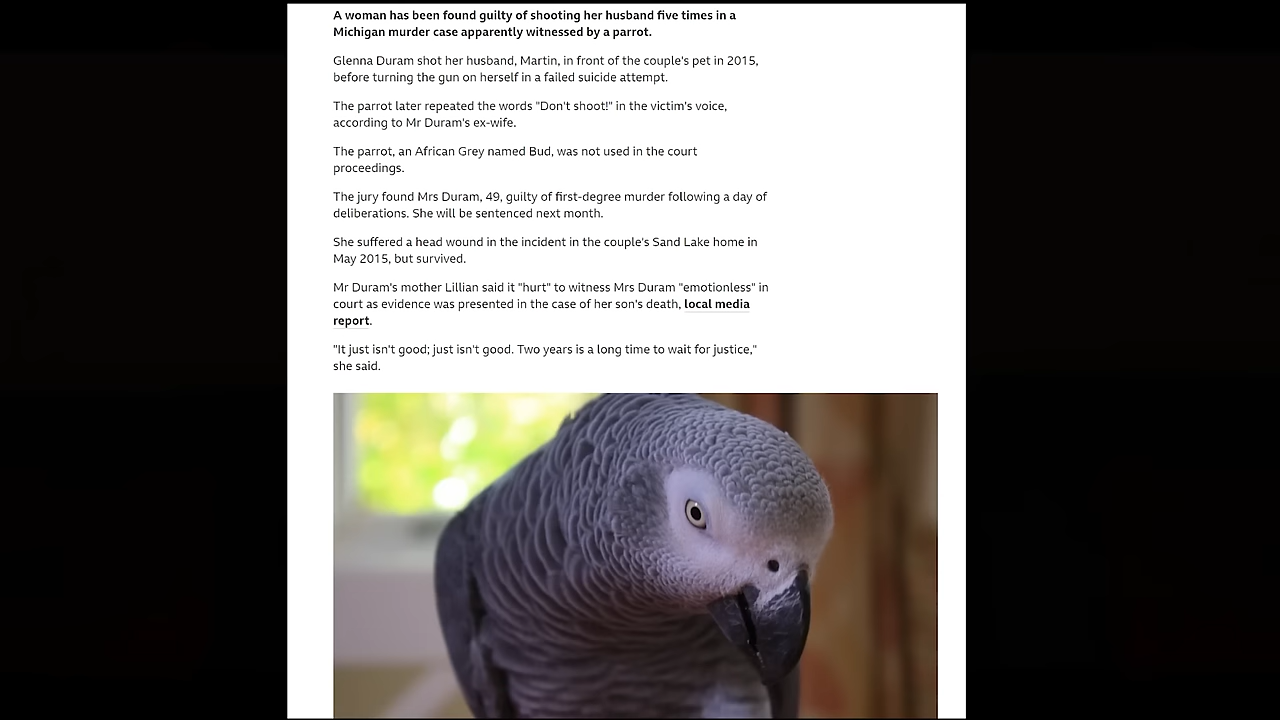 A woman has been found guilty of shooting her husband five times in a
Michigan murder case apparently witnessed by a parrot.
Glenna Duram shot her husband, Martin, in front of the couple's pet in 2015,
before turning the gun on herself in a failed suicide attempt.
The parrot later repeated the words "Don't shoot!" in the victim's voice,
according to Mr Duram's ex-wife.
The parrot, an African Grey named Bud, was not used in the court
proceedings.
The jury found Mrs Duram, 49, guilty of first-degree murder following a day of
deliberations. She will be sentenced next month.
She suffered a head wound in the incident in the couple's Sand Lake home in
May 2015, but survived.
Mr Duram's mother Lillian said it "hurt" to witness Mrs Duram "emotionless" in
court as evidence was presented in the case of her son's death, local media
report.
"It just isn't good; just isn't good. Two years is a long time to wait for justice,"
she said.